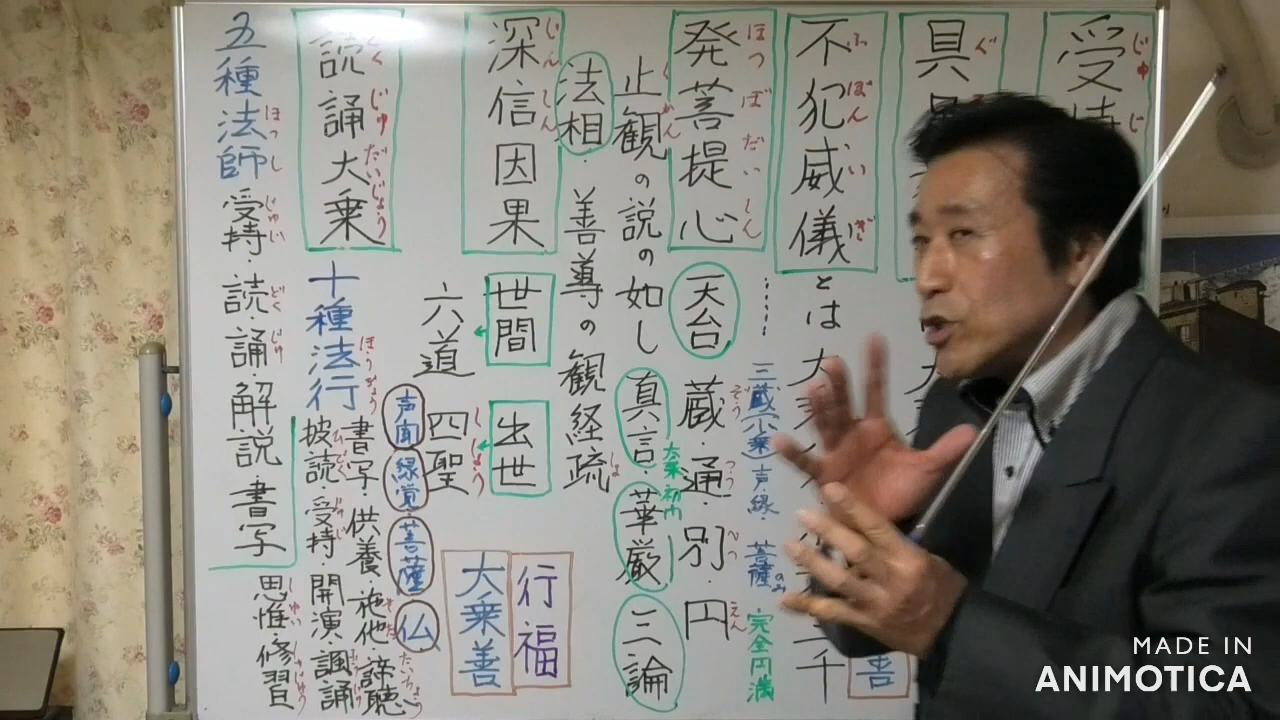 受持
具
不犯威儀とは大
千
善
三蔵(小乗)声縁・菩薩のみ
完全円満
発菩提心
天台
蔵・通・別・円
止観の説の如し
真言・華厳
三論
大乗初門
法相・善導の観経疏
深信因果
世間
出世
六道
四聖
声聞
縁覚
菩薩
仏
行福
大乗善
読誦大乗
十種法行
書写・供養・施他・諦聴
披読・受持・開演・諷誦
思惟・修習
五種法師
受持・読・誦・解説・書写
MADE IN
ANIMOTICA